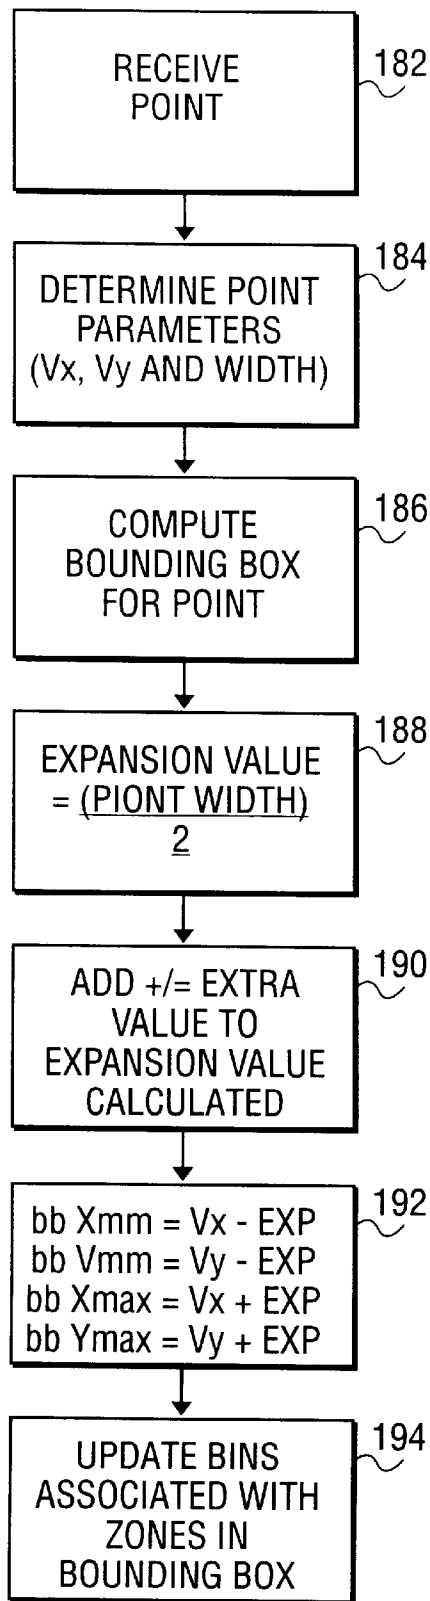 RECEIVE
POINT
182
DETERMINE POINT
PARAMETERS
(Vx, Vy AND WIDTH)
184
COMPUTE
BOUNDING BOX
FOR POINT
186
EXPANSION VALUE
= (PIONT WIDTH)
2
188
ADD +/= EXTRA
VALUE TO
EXPANSION VALUE
CALCULATED
190
bb Xmm = Vx - EXP
bb Vmm = Vy - EXP
bb Xmax = Vx + EXP
bb Ymax = Vy + EXP
192
UPDATE BINS
ASSOCIATED WITH
ZONES IN
BOUNDING BOX
194